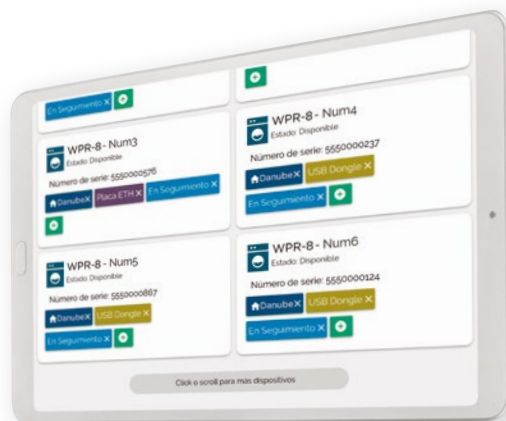 En Seguimiento X
WPR-8 - Num3
Estado: Disponible
Número de serie: 5550000576
Danube X
Placa ETH X
En Seguimiento X
WPR-8 - Num4
Estado: Disponible
Número de serie: 5550000237
Danube X
USB Dongle X
En Seguimiento X
WPR-8 - Num5
Estado: Disponible
Número de serie: 5550000867
Danube X
USB Dongle X
En Seguimiento X
WPR-8 - Num6
Estado: Disponible
Número de serie: 5550000124
Danube X
USB Dongle X
En Seguimiento X
Click o scroll para más dispositivos